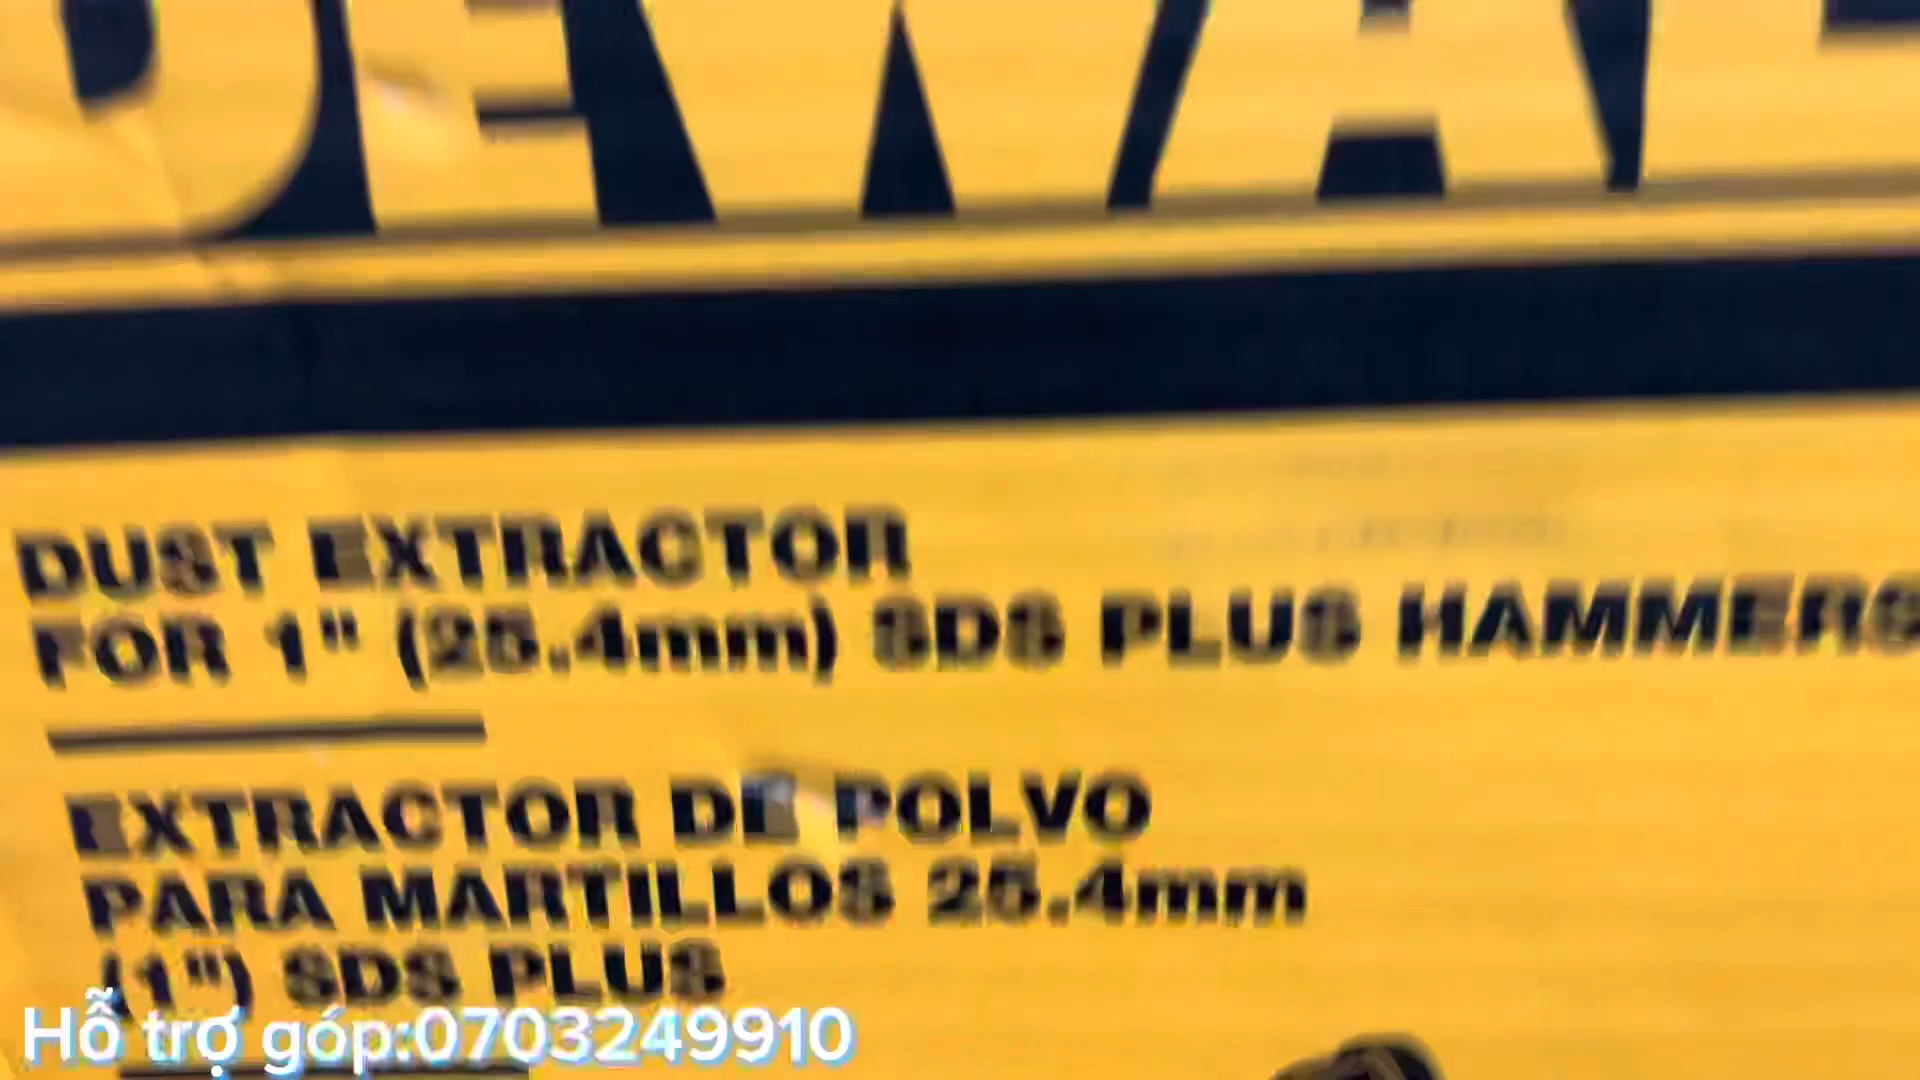 DEWALT
DUST EXTRACTOR
FOR 1" (25.4mm) SDS PLUS HAMMERS
EXTRACTOR DE POLVO
PARA MARTILLOS 25.4mm
(1") SDS PLUS
Hỗ trợ góp:0703249910